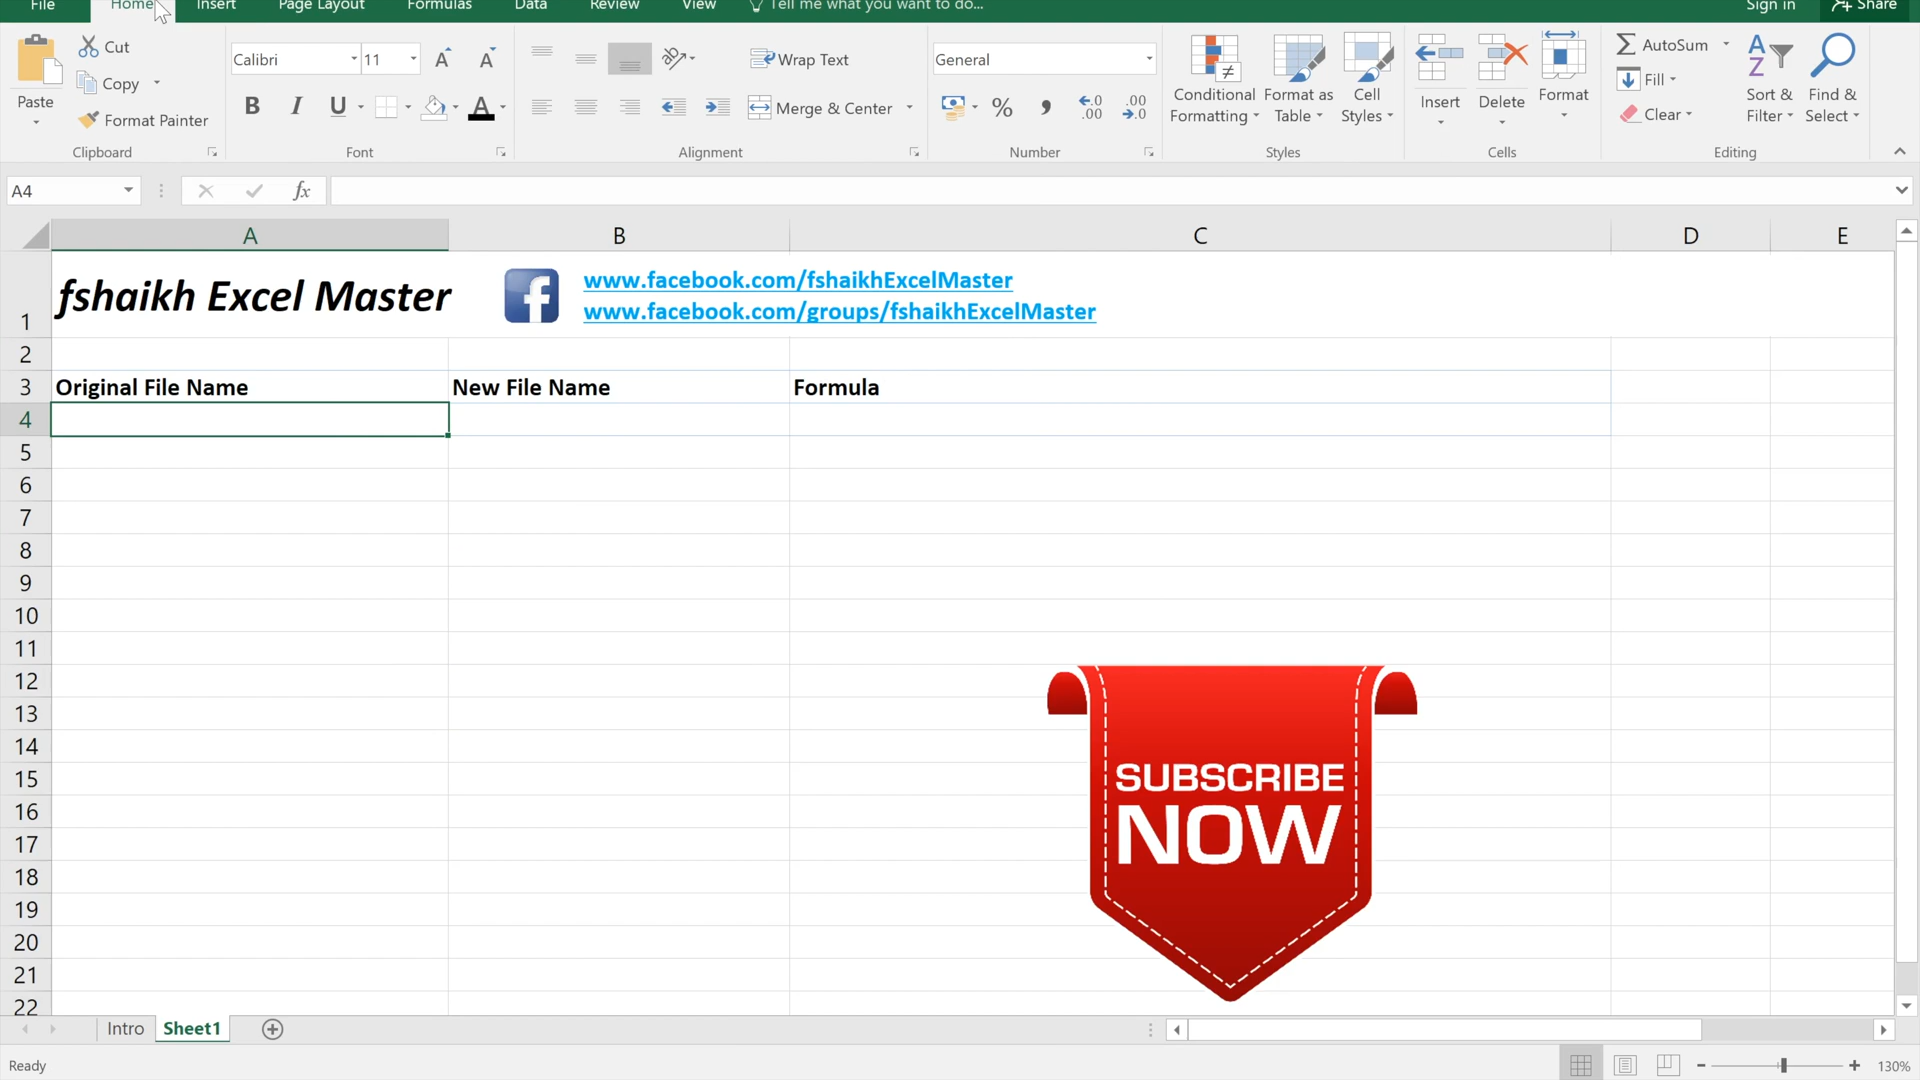 File Home Insert Page Layout Formulas Data Review View Tell me what you want to do... Sign in Share
Paste
Cut
Copy
Format Painter
Clipboard
Calibri 11 A A
B I U A
Font
Wrap Text
Merge & Center
Alignment
General
% , ←.0 .00 .00 →.0
Number
Conditional Formatting
Format as Table
Cell Styles
Styles
Insert
Delete
Format
Cells
AutoSum
Fill
Clear
A Z Sort & Filter
Find & Select
Editing
A4 fx
A B C D E
1 fshaikh Excel Master f www.facebook.com/fshaikhExcelMaster
www.facebook.com/groups/fshaikhExcelMaster
2
3 Original File Name New File Name Formula
4
5
6
7
8
9
10
11
12
13
14
15
16
17
18
19
20
21
22
SUBSCRIBE
NOW
Intro Sheet1
Ready 130%